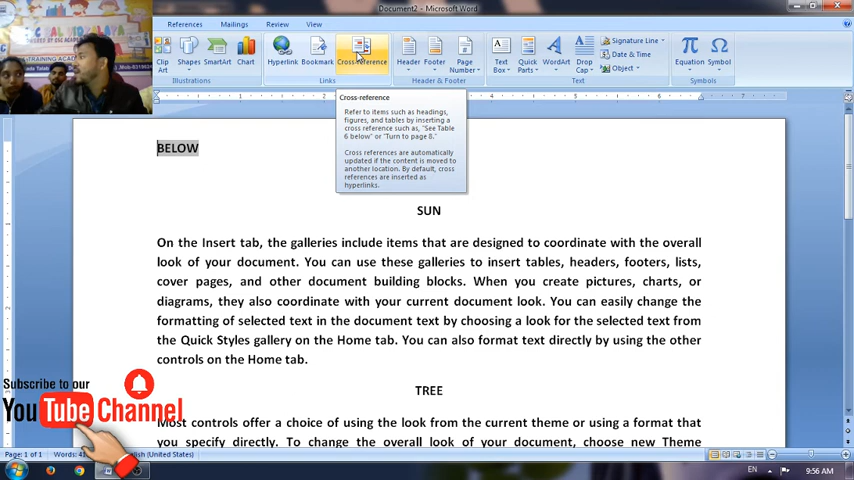 Document2 - Microsoft Word
References Mailings Review View
Clip Art
Shapes
SmartArt
Chart
Hyperlink
Bookmark
Cross-reference
Header
Footer
Page Number
Text Box
Quick Parts
WordArt
Drop Cap
Signature Line
Date & Time
Object
Equation
Symbol
Illustrations
Links
Header & Footer
Text
Symbols
Cross-reference
Refer to items such as headings,
figures, and tables by inserting a
cross reference such as, "See Table
6 below" or "Turn to page 8."
Cross references are automatically
updated if the content is moved to
another location. By default, cross
references are inserted as
hyperlinks.
BELOW
SUN
On the Insert tab, the galleries include items that are designed to coordinate with the overall
look of your document. You can use these galleries to insert tables, headers, footers, lists,
cover pages, and other document building blocks. When you create pictures, charts, or
diagrams, they also coordinate with your current document look. You can easily change the
formatting of selected text in the document text by choosing a look for the selected text from
the Quick Styles gallery on the Home tab. You can also format text directly by using the other
controls on the Home tab.
TREE
Most controls offer a choice of using the look from the current theme or using a format that
you specify directly. To change the overall look of your document, choose new Theme
Subscribe to our
You Tube Channel
Page: 1 of 1 Words: English (United States)
EN 9:56 AM